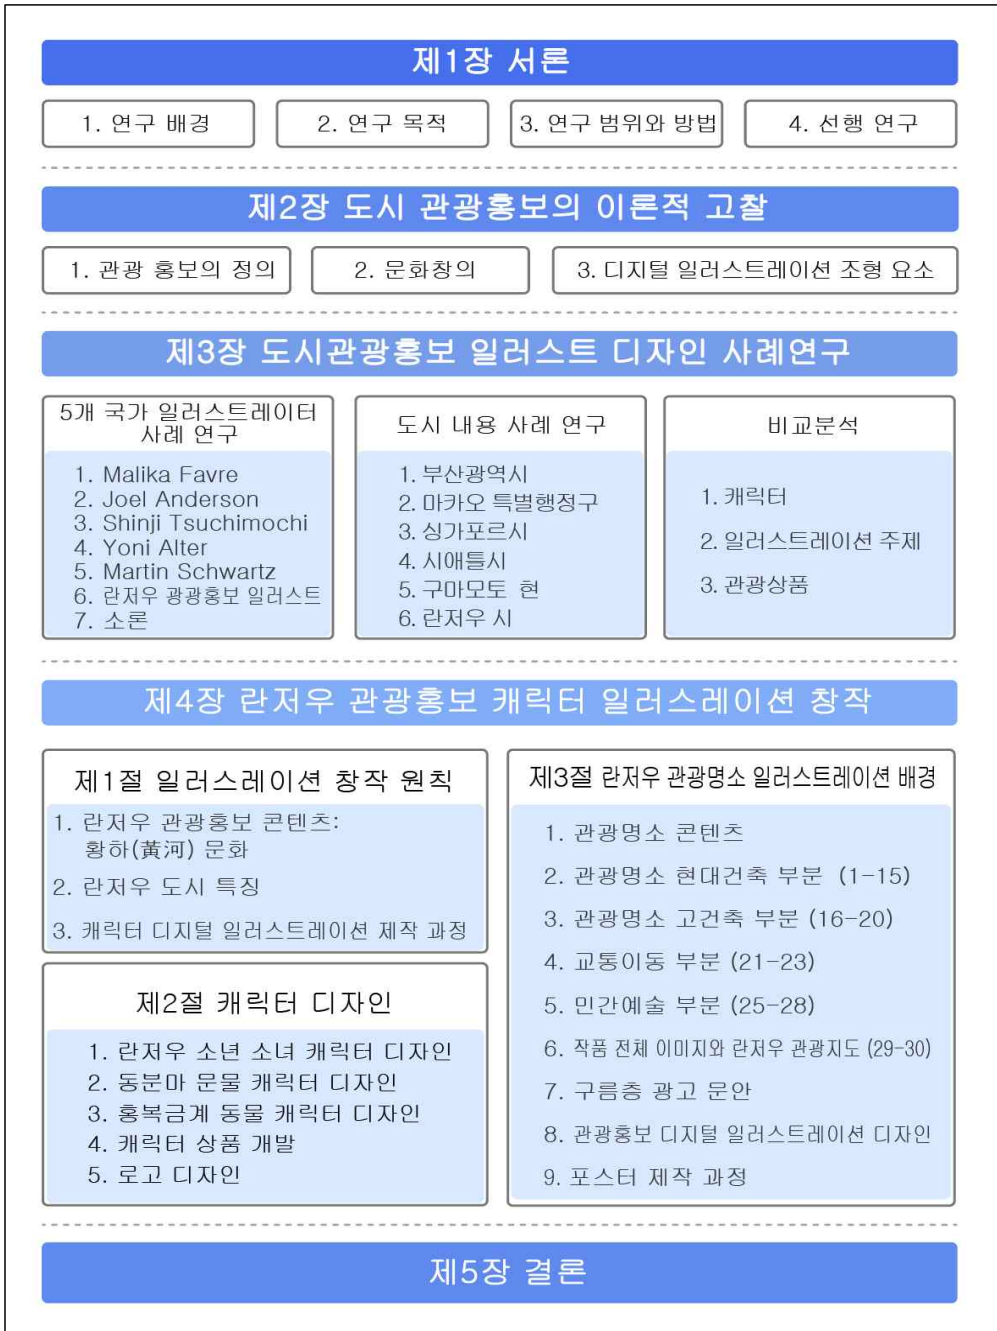 제1장 서론
1. 연구 배경
2. 연구 목적
3. 연구 범위와 방법
4. 선행 연구
제2장 도시 관광홍보의 이론적 고찰
1. 관광 홍보의 정의
2. 문화창의
3. 디지털 일러스트레이션 조형 요소
제3장 도시관광홍보 일러스트 디자인 사례연구
5개 국가 일러스트레이터
사례 연구
1. Malika Favre
2. Joel Anderson
3. Shinji Tsuchimochi
4. Yoni Alter
5. Martin Schwartz
6. 란저우 광광홍보 일러스트
7. 소론
도시 내용 사례 연구
1. 부산광역시
2. 마카오 특별행정구
3. 싱가포르시
4. 시애틀시
5. 구마모토 현
6. 란저우 시
비교분석
1. 캐릭터
2. 일러스트레이션 주제
3. 관광상품
제4장 란저우 관광홍보 캐릭터 일러스레이션 창작
제1절 일러스레이션 창작 원칙
1. 란저우 관광홍보 콘텐츠:
황하(黃河) 문화
2. 란저우 도시 특징
3. 캐릭터 디지털 일러스트레이션 제작 과정
제2절 캐릭터 디자인
1. 란저우 소년 소녀 캐릭터 디자인
2. 동분마 문물 캐릭터 디자인
3. 홍복금계 동물 캐릭터 디자인
4. 캐릭터 상품 개발
5. 로고 디자인
제3절 란저우 관광명소 일러스트레이션 배경
1. 관광명소 콘텐츠
2. 관광명소 현대건축 부분 (1-15)
3. 관광명소 고건축 부분 (16-20)
4. 교통이동 부분 (21-23)
5. 민간예술 부분 (25-28)
6. 작품 전체 이미지와 란저우 관광지도 (29-30)
7. 구름층 광고 문안
8. 관광홍보 디지털 일러스트레이션 디자인
9. 포스터 제작 과정
제5장 결론